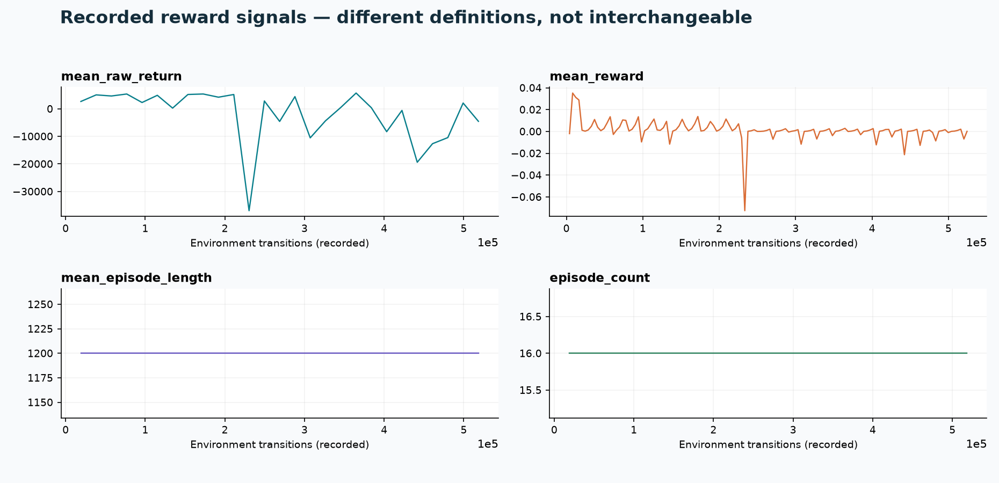 Recorded reward signals — different definitions, not interchangeable
mean_raw_return
0
−10000
−20000
−30000
0 1 2 3 4 5
Environment transitions (recorded)
1e5
mean_reward
0.04
0.02
0.00
−0.02
−0.04
−0.06
0 1 2 3 4 5
Environment transitions (recorded)
1e5
mean_episode_length
1250
1225
1200
1175
1150
0 1 2 3 4 5
Environment transitions (recorded)
1e5
episode_count
16.5
16.0
15.5
0 1 2 3 4 5
Environment transitions (recorded)
1e5